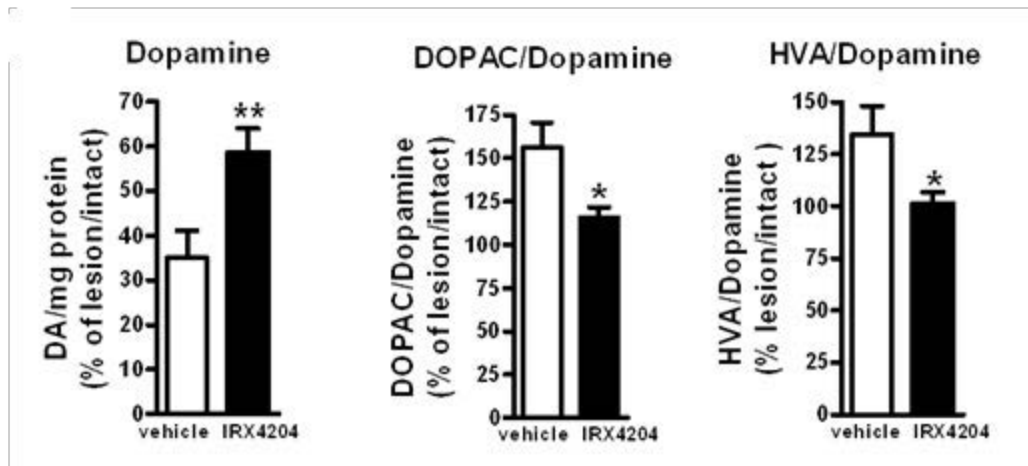 Dopamine
DA/mg protein
(% of lesion/intact)
70
60
50
40
30
20
10
0
**
vehicle IRX4204
DOPAC/Dopamine
DOPAC/Dopamine
(% of lesion/intact)
175
150
125
100
75
50
25
0
*
vehicle IRX4204
HVA/Dopamine
HVA/Dopamine
(% lesion/intact )
150
125
100
75
50
25
0
*
vehicle IRX4204